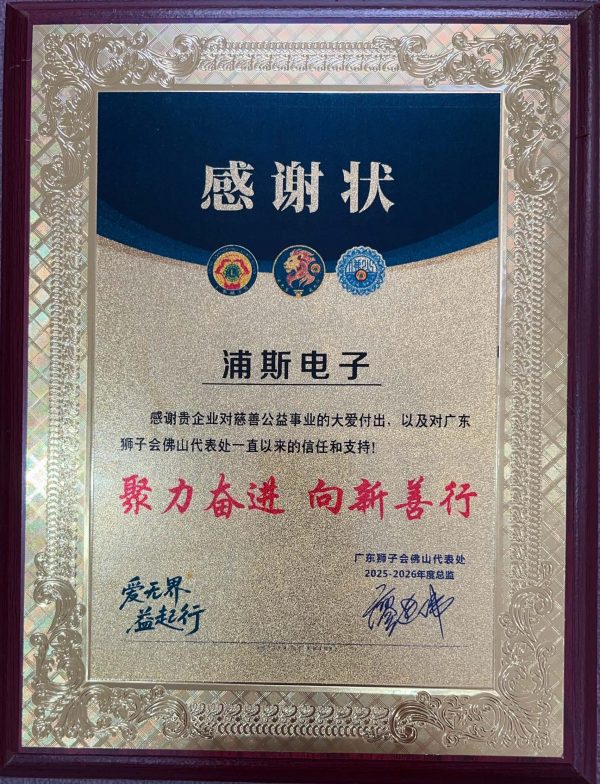 感谢状
浦斯电子
感谢贵企业对慈善公益事业的大爱付出，以及对广东
狮子会佛山代表处一直以来的信任和支持！
聚力奋进 向新善行
广东狮子会佛山代表处
2025-2026年度总监
爱无界
益起行